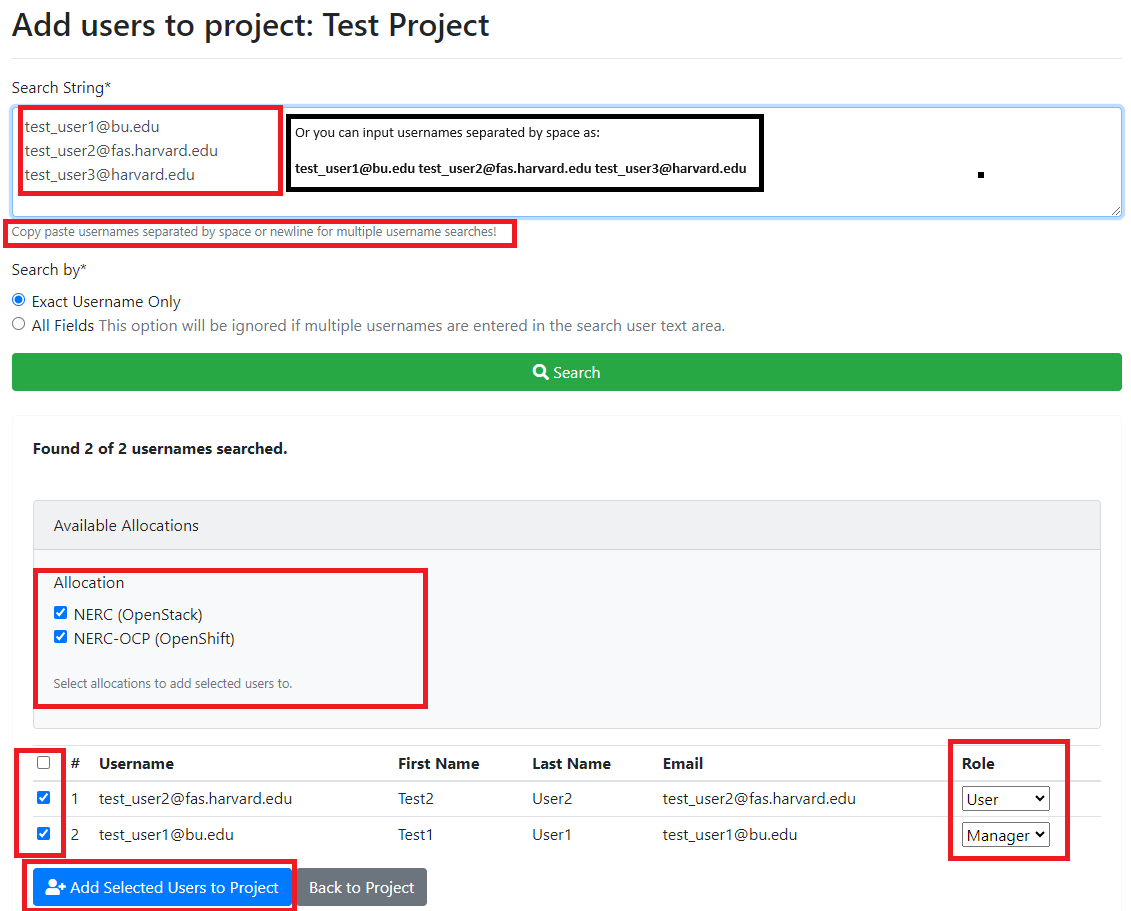 Add users to project: Test Project
Search String*
test_user1@bu.edu
test_user2@fas.harvard.edu
test_user3@harvard.edu
Or you can input usernames separated by space as:
test_user1@bu.edu test_user2@fas.harvard.edu test_user3@harvard.edu
Copy paste usernames separated by space or newline for multiple username searches!
Search by*
Exact Username Only
All Fields This option will be ignored if multiple usernames are entered in the search user text area.
Search
Found 2 of 2 usernames searched.
Available Allocations
Allocation
NERC (OpenStack)
NERC-OCP (OpenShift)
Select allocations to add selected users to.
# Username First Name Last Name Email Role
1 test_user2@fas.harvard.edu Test2 User2 test_user2@fas.harvard.edu User
2 test_user1@bu.edu Test1 User1 test_user1@bu.edu Manager
Add Selected Users to Project Back to Project